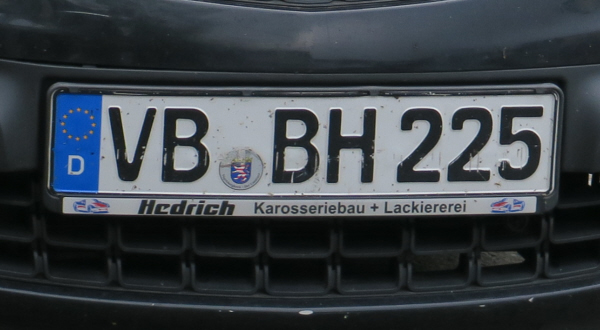 D VB BH 225
Hedrich Karosseriebau + Lackiererei